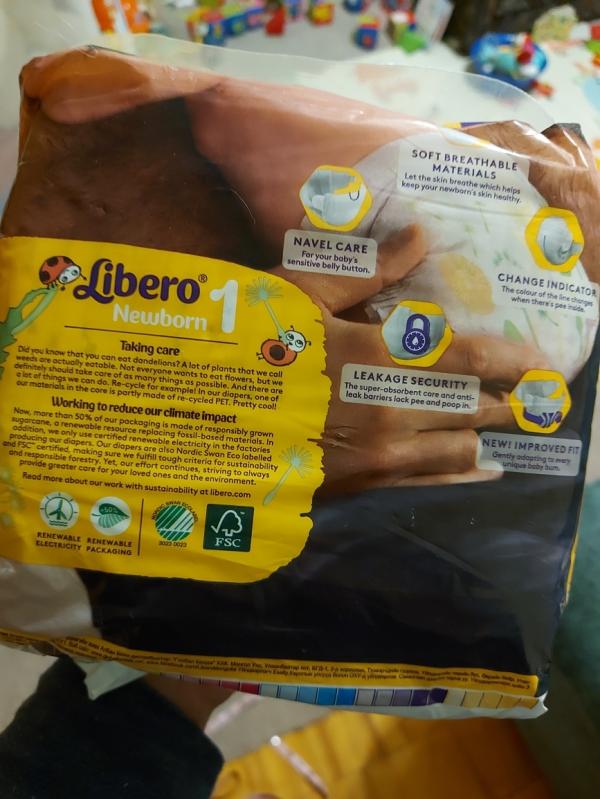 SOFT BREATHABLE
MATERIALS
Let the skin breathe which helps
keep your newborn's skin healthy.
NAVEL CARE
For your baby's
sensitive belly button.
CHANGE INDICATOR
The colour of the line changes
when there's pee inside.
LEAKAGE SECURITY
The super-absorbent core and anti-
leak barriers lock pee and poop in.
NEW! IMPROVED FIT
Gently adapting to every
unique baby bum.
Libero® 1
Newborn
Taking care
Did you know that you can eat dandelions? A lot of plants that we call
weeds are actually eatable. Not everyone wants to eat flowers, but we
definitely should take care of as many things as possible. And there are
a lot of things we can do. Re-cycle for example! In our diapers, one of
our materials in the core is partly made of re-cycled PET. Pretty cool!
Working to reduce our climate impact
Now, more than 50% of our packaging is made of responsibly grown
sugarcane, a renewable resource replacing fossil-based materials. In
addition, we only use certified renewable electricity in the factories
producing our diapers. Our diapers are also Nordic Swan Eco labelled
and FSC™ certified, making sure we fulfill tough criteria for sustainability
and responsible forestry. Yet, our effort continues, striving to always
provide greater care for your loved ones and the environment.
Read more about our work with sustainability at libero.com
>50%
RENEWABLE
ELECTRICITY
RENEWABLE
PACKAGING
NORDIC SWAN ECOLABEL
3023 0023
FSC